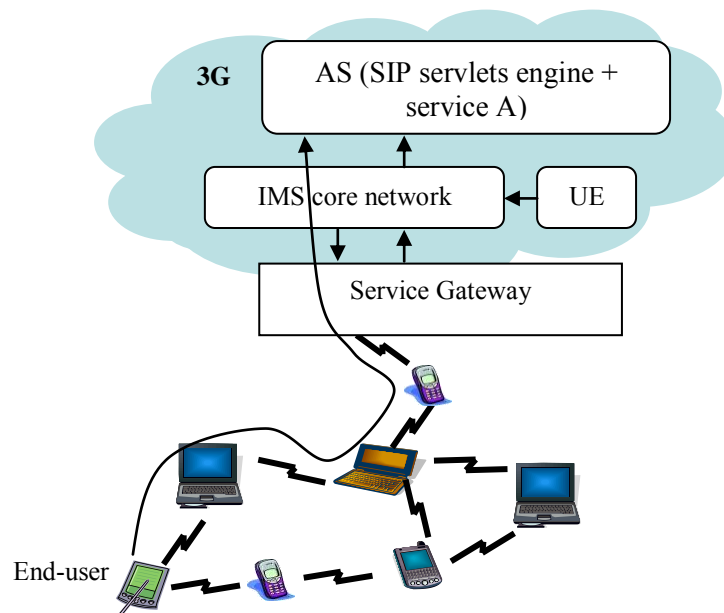 3G
AS (SIP servlets engine +
service A)
IMS core network
UE
Service Gateway
End-user